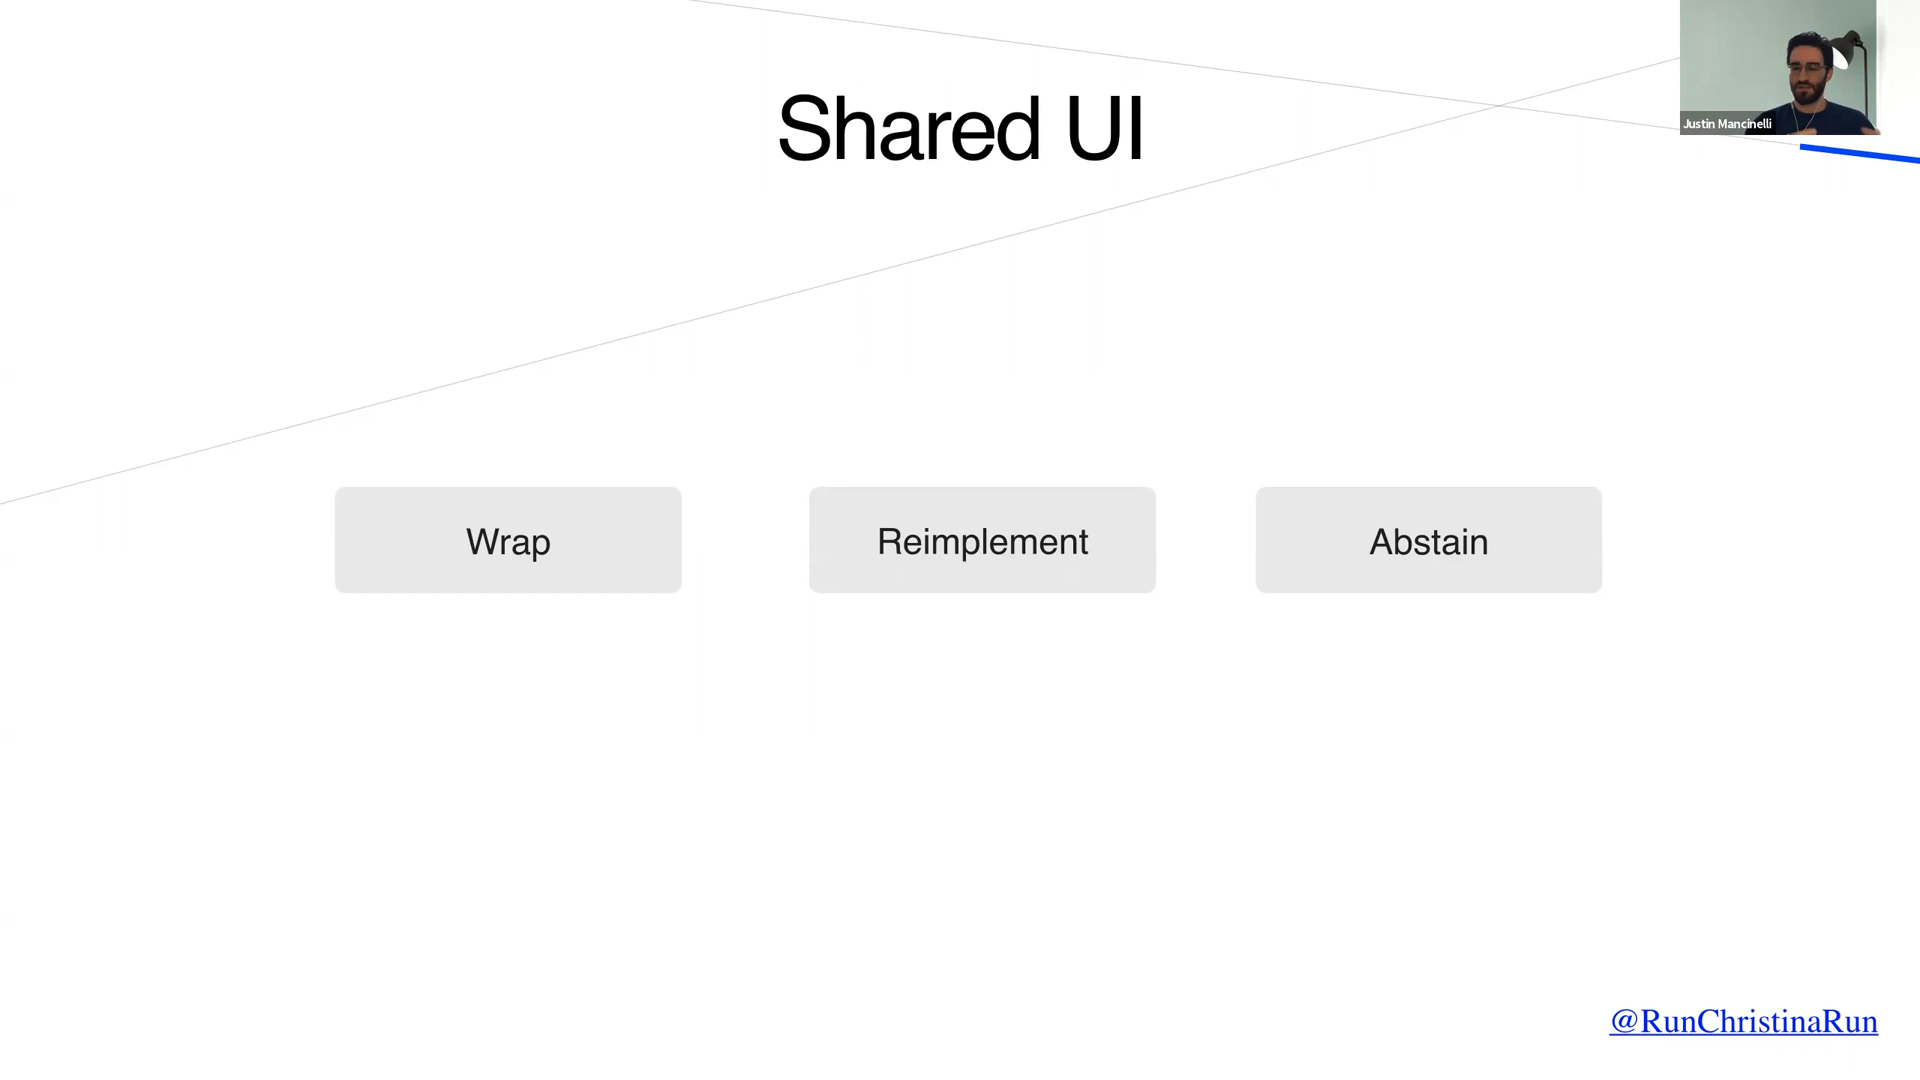 Shared UI
Justin Mancinelli
Wrap
Reimplement
Abstain
@RunChristinaRun